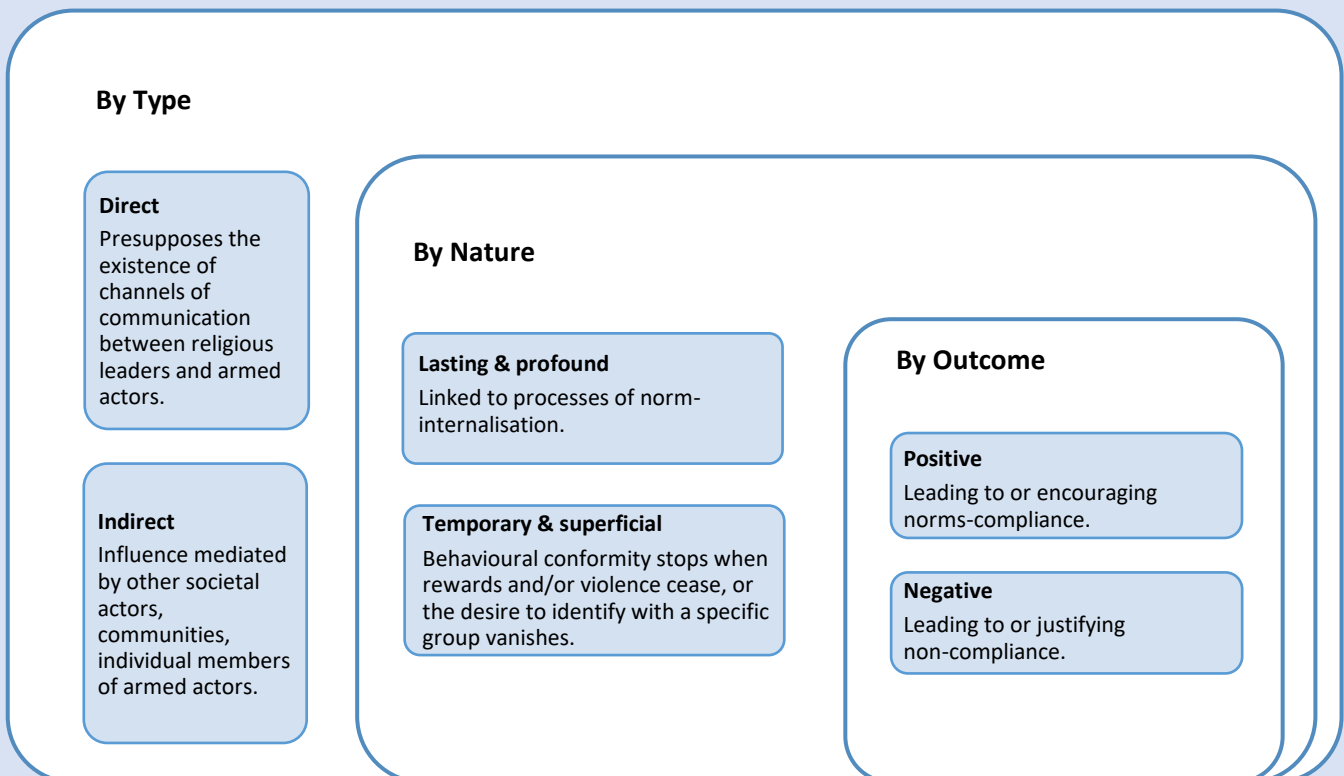 By Type
Direct
Presupposes the
existence of
channels of
communication
between religious
leaders and armed
actors.
Indirect
Influence mediated
by other societal
actors,
communities,
individual members
of armed actors.
By Nature
Lasting & profound
Linked to processes of norm-
internalisation.
Temporary & superficial
Behavioural conformity stops when
rewards and/or violence cease, or
the desire to identify with a specific
group vanishes.
By Outcome
Positive
Leading to or encouraging
norms-compliance.
Negative
Leading to or justifying
non-compliance.